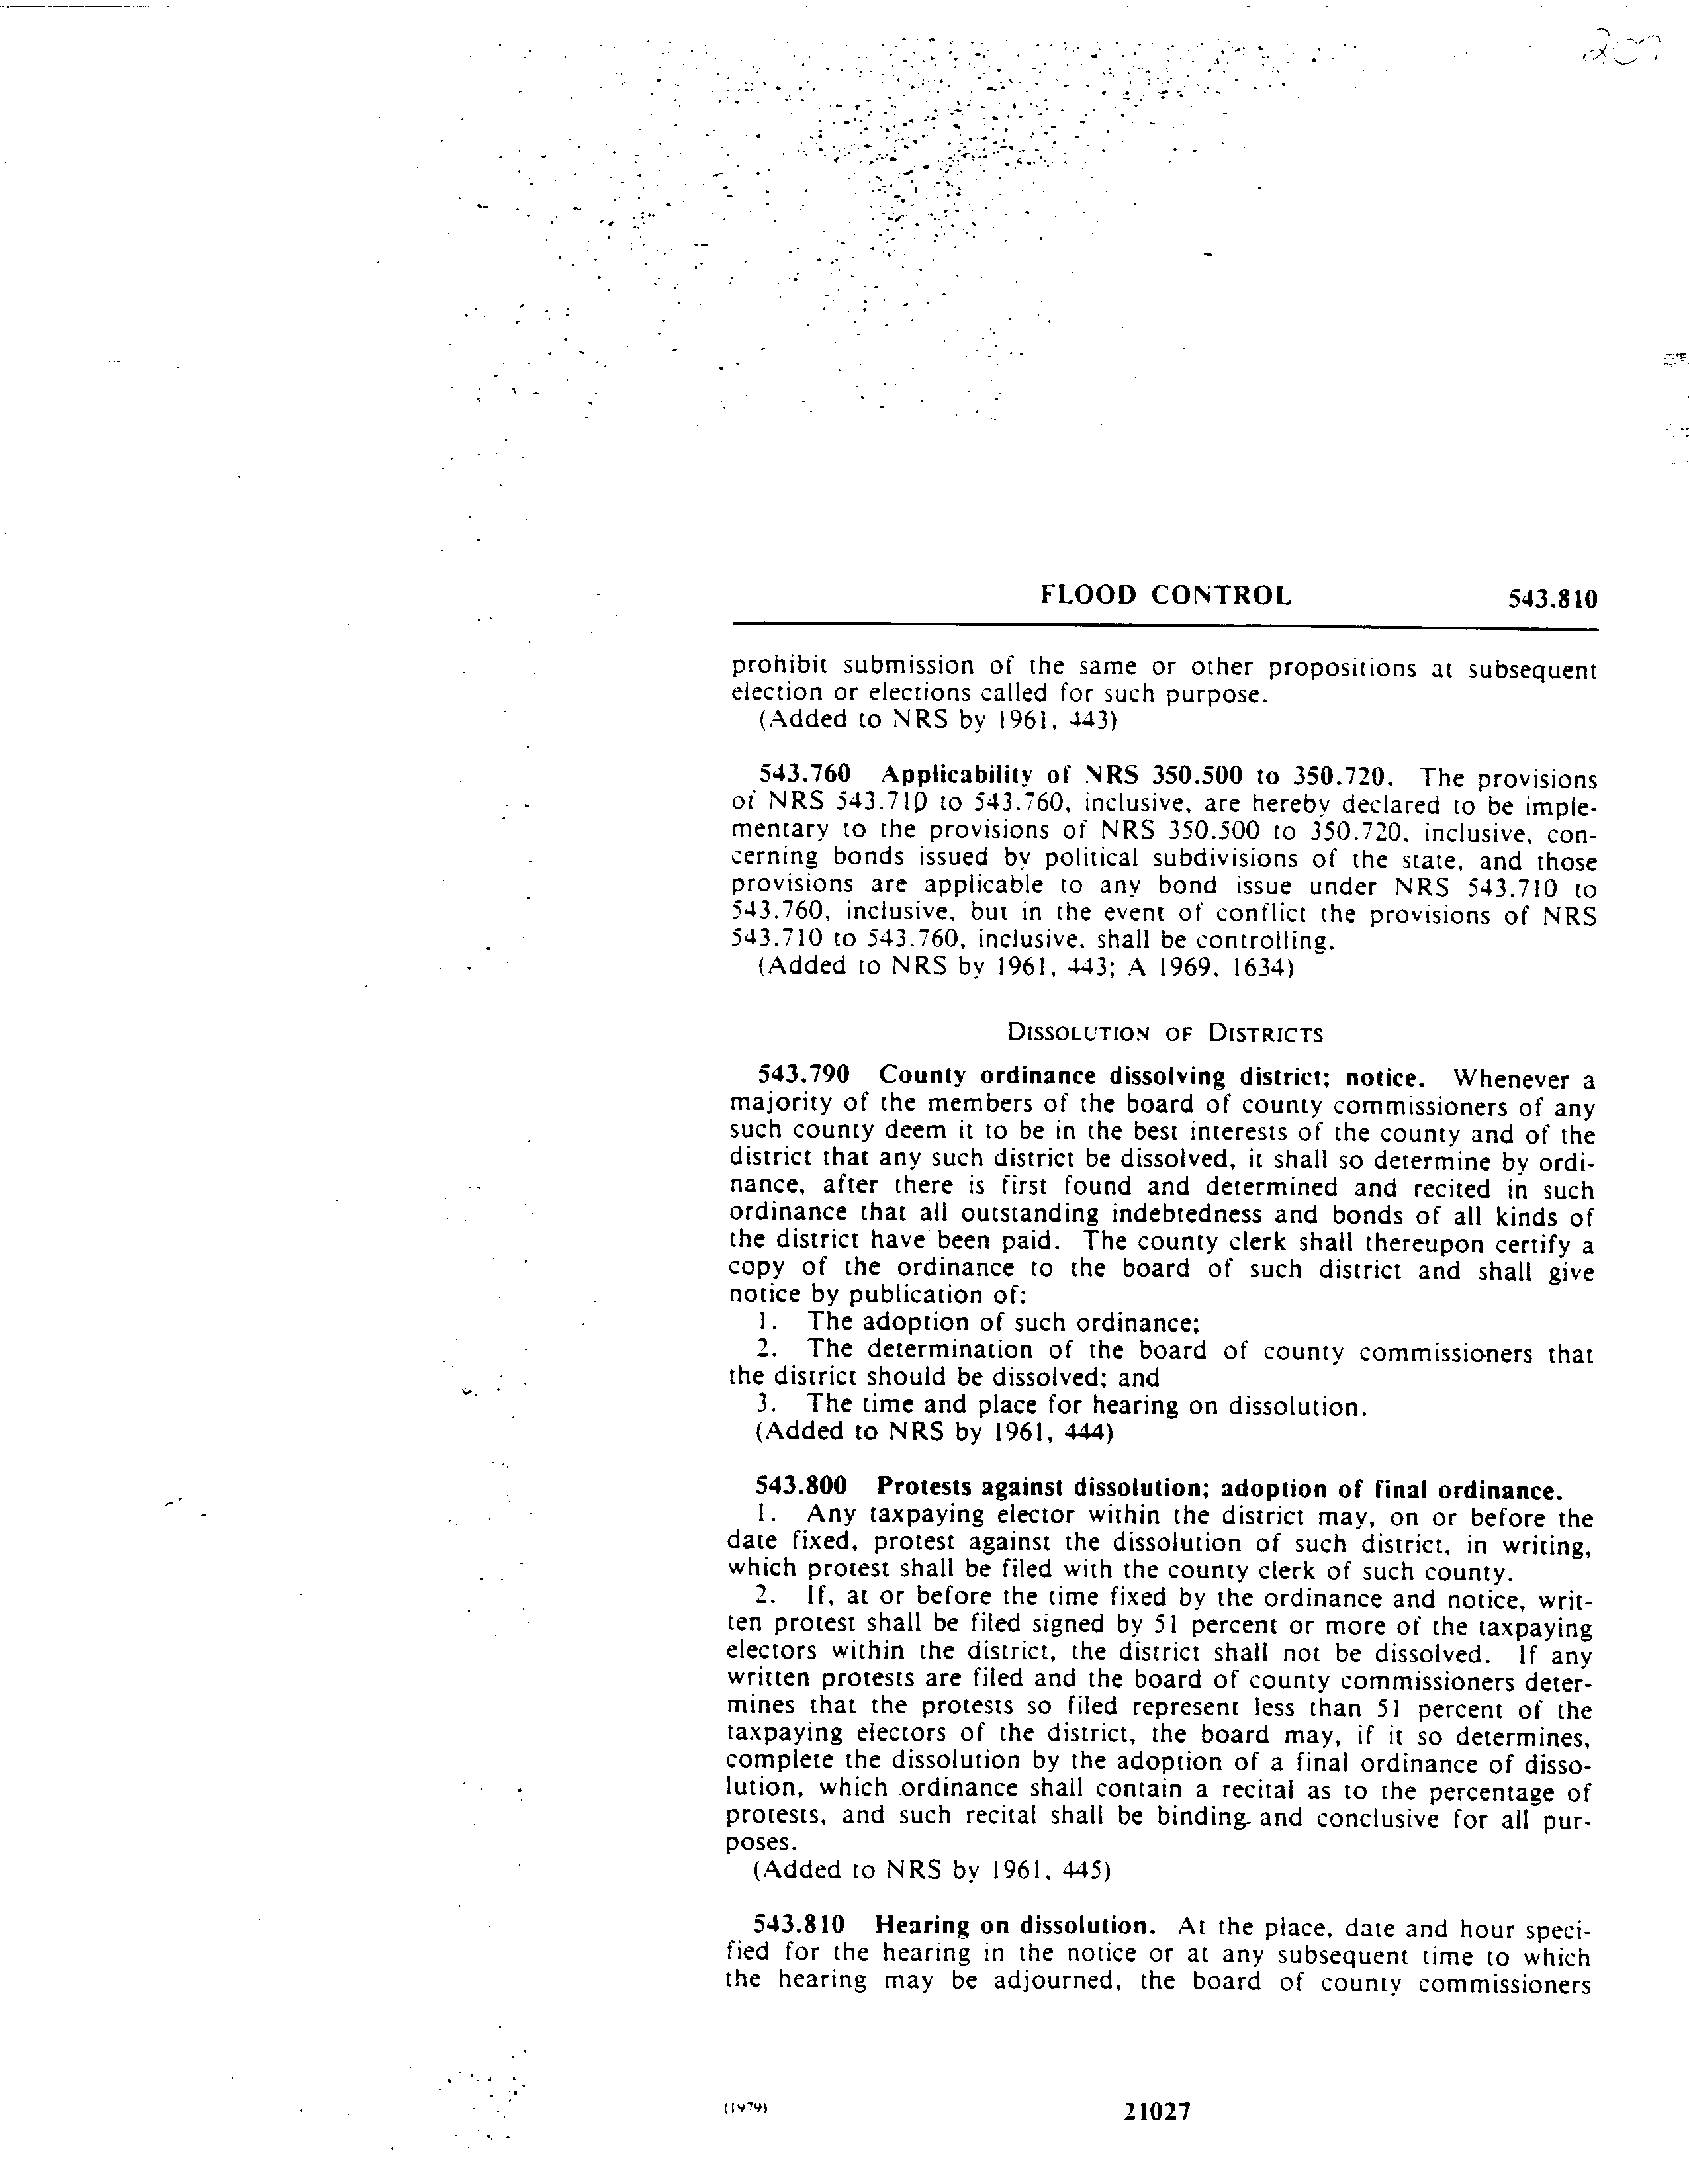 FLOOD CONTROL 543.810
prohibit submission of the same or other propositions at subsequent
election or elections called for such purpose.
(Added to NRS by 1961, 443)
543.760 Applicability of NRS 350.500 to 350.720. The provisions
of NRS 543.710 to 543.760, inclusive, are hereby declared to be imple-
mentary to the provisions of NRS 350.500 to 350.720, inclusive, con-
cerning bonds issued by political subdivisions of the state, and those
provisions are applicable to any bond issue under NRS 543.710 to
543.760, inclusive, but in the event of conflict the provisions of NRS
543.710 to 543.760, inclusive, shall be controlling.
(Added to NRS by 1961, 443; A 1969, 1634)
DISSOLUTION OF DISTRICTS
543.790 County ordinance dissolving district; notice. Whenever a
majority of the members of the board of county commissioners of any
such county deem it to be in the best interests of the county and of the
district that any such district be dissolved, it shall so determine by ordi-
nance, after there is first found and determined and recited in such
ordinance that all outstanding indebtedness and bonds of all kinds of
the district have been paid. The county clerk shall thereupon certify a
copy of the ordinance to the board of such district and shall give
notice by publication of:
1. The adoption of such ordinance;
2. The determination of the board of county commissioners that
the district should be dissolved; and
3. The time and place for hearing on dissolution.
(Added to NRS by 1961, 444)
543.800 Protests against dissolution; adoption of final ordinance.
1. Any taxpaying elector within the district may, on or before the
date fixed, protest against the dissolution of such district, in writing,
which protest shall be filed with the county clerk of such county.
2. If, at or before the time fixed by the ordinance and notice, writ-
ten protest shall be filed signed by 51 percent or more of the taxpaying
electors within the district, the district shall not be dissolved. If any
written protests are filed and the board of county commissioners deter-
mines that the protests so filed represent less than 51 percent of the
taxpaying electors of the district, the board may, if it so determines,
complete the dissolution by the adoption of a final ordinance of disso-
lution, which ordinance shall contain a recital as to the percentage of
protests, and such recital shall be binding and conclusive for all pur-
poses.
(Added to NRS by 1961, 445)
543.810 Hearing on dissolution. At the place, date and hour speci-
fied for the hearing in the notice or at any subsequent time to which
the hearing may be adjourned, the board of county commissioners
(1979) 21027